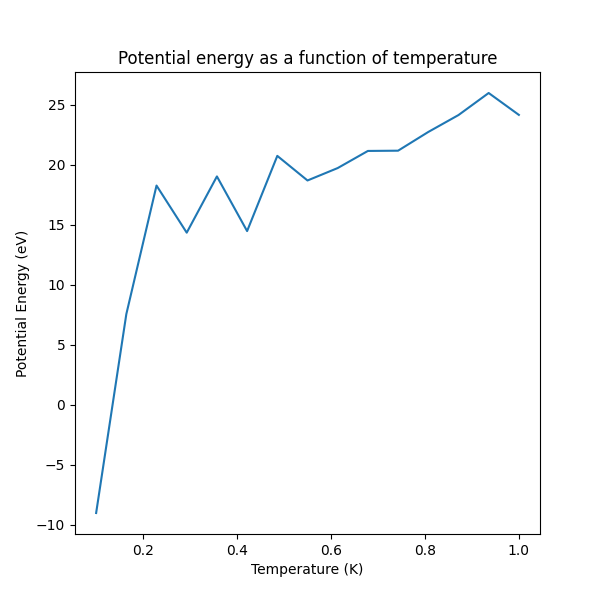 Potential energy as a function of temperature
25
20
15
10
5
0
−5
−10
Potential Energy (eV)
0.2 0.4 0.6 0.8 1.0
Temperature (K)